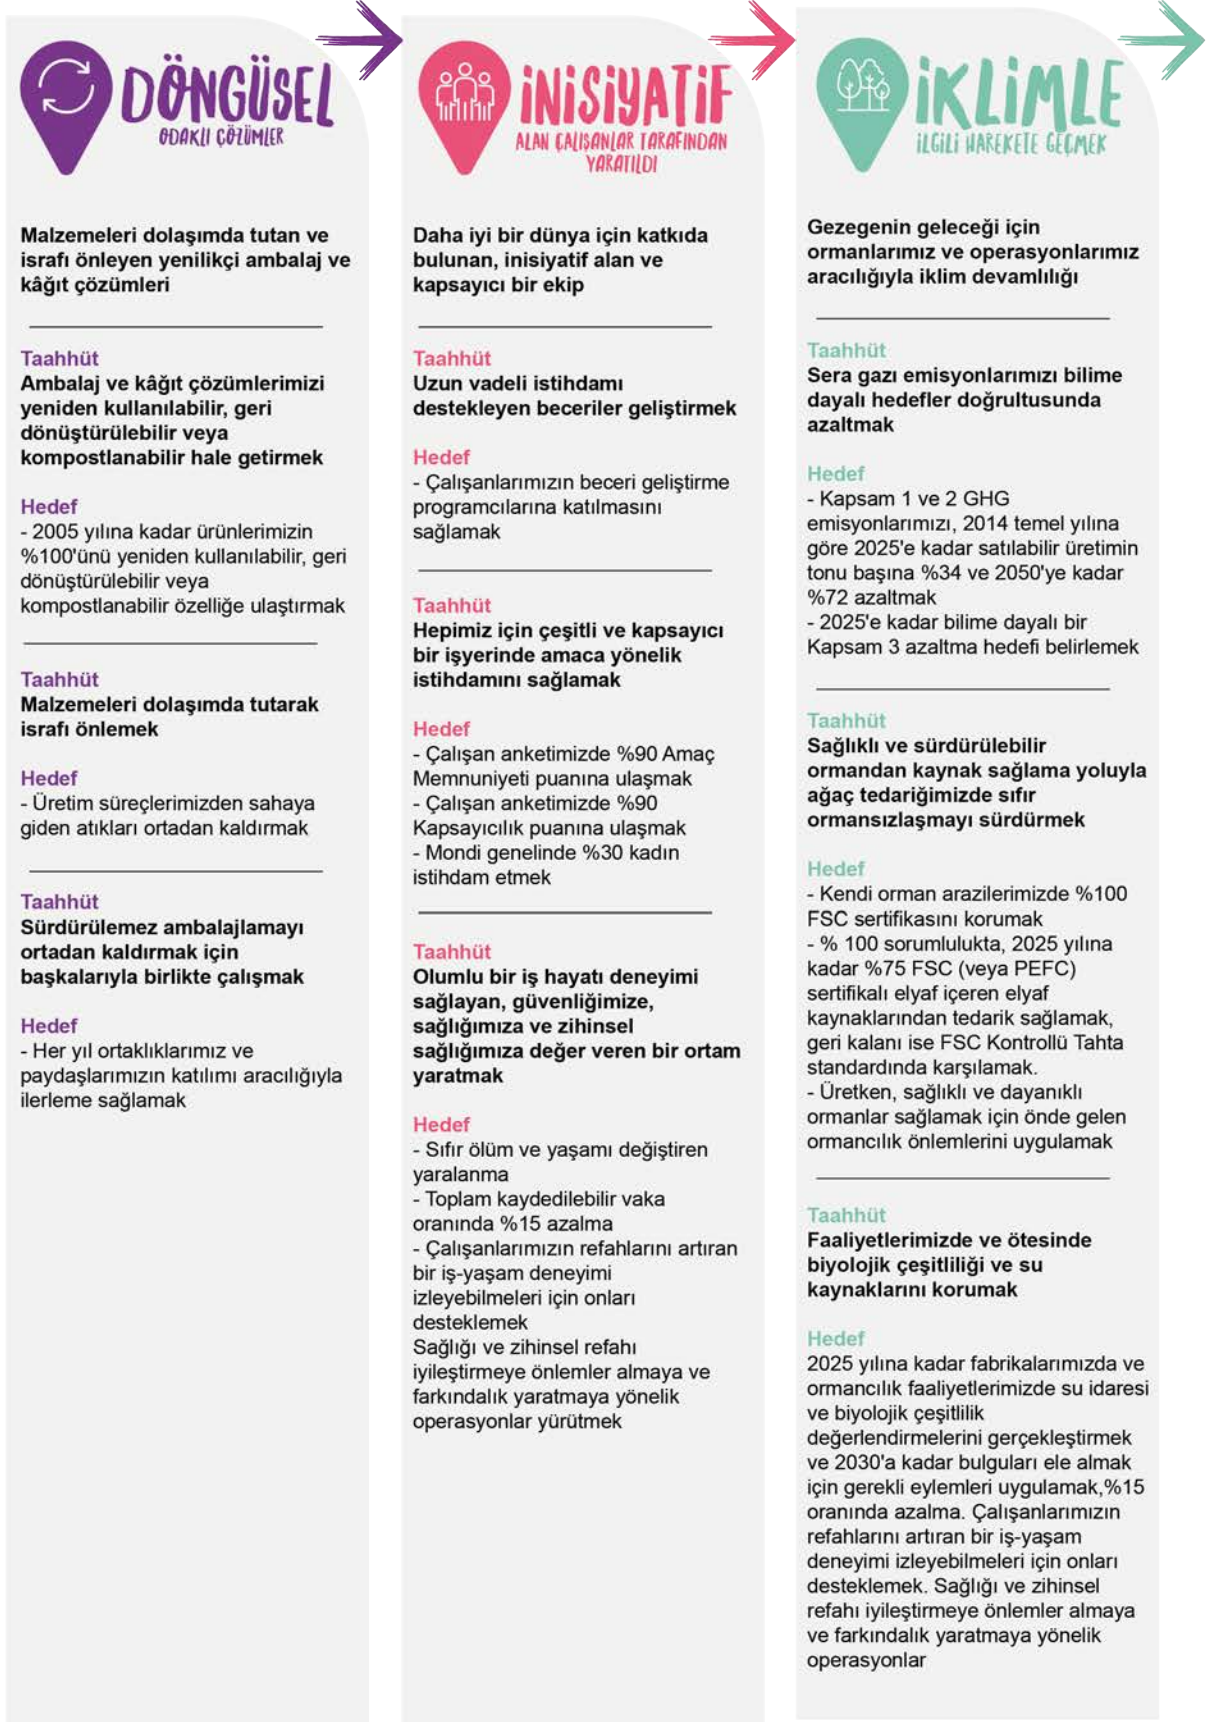 DÖNGÜSEL
ODAKLI ÇÖZÜMLER
Malzemeleri dolaşımda tutan ve
israfı önleyen yenilikçi ambalaj ve
kâğıt çözümleri
Taahhüt
Ambalaj ve kâğıt çözümlerimizi
yeniden kullanılabilir, geri
dönüştürülebilir veya
kompostlanabilir hale getirmek
Hedef
- 2005 yılına kadar ürünlerimizin
%100'ünü yeniden kullanılabilir, geri
dönüştürülebilir veya
kompostlanabilir özelliğe ulaştırmak
Taahhüt
Malzemeleri dolaşımda tutarak
israfı önlemek
Hedef
- Üretim süreçlerimizden sahaya
giden atıkları ortadan kaldırmak
Taahhüt
Sürdürülemez ambalajlamayı
ortadan kaldırmak için
başkalarıyla birlikte çalışmak
Hedef
- Her yıl ortaklıklarımız ve
paydaşlarımızın katılımı aracılığıyla
ilerleme sağlamak
İNİSİYATİF
ALAN ÇALIŞANLAR TARAFINDAN
YARATILDI
Daha iyi bir dünya için katkıda
bulunan, inisiyatif alan ve
kapsayıcı bir ekip
Taahhüt
Uzun vadeli istihdamı
destekleyen beceriler geliştirmek
Hedef
- Çalışanlarımızın beceri geliştirme
programcılarına katılmasını
sağlamak
Taahhüt
Hepimiz için çeşitli ve kapsayıcı
bir işyerinde amaca yönelik
istihdamını sağlamak
Hedef
- Çalışan anketimizde %90 Amaç
Memnuniyeti puanına ulaşmak
- Çalışan anketimizde %90
Kapsayıcılık puanına ulaşmak
- Mondi genelinde %30 kadın
istihdam etmek
Taahhüt
Olumlu bir iş hayatı deneyimi
sağlayan, güvenliğimize,
sağlığımıza ve zihinsel
sağlığımıza değer veren bir ortam
yaratmak
Hedef
- Sıfır ölüm ve yaşamı değiştiren
yaralanma
- Toplam kaydedilebilir vaka
oranında %15 azalma
- Çalışanlarımızın refahlarını artıran
bir iş-yaşam deneyimi
izleyebilmeleri için onları
desteklemek
Sağlığı ve zihinsel refahı
iyileştirmeye önlemler almaya ve
farkındalık yaratmaya yönelik
operasyonlar yürütmek
İKLİMLE
İLGİLİ HAREKETE GEÇMEK
Gezegenin geleceği için
ormanlarımız ve operasyonlarımız
aracılığıyla iklim devamlılığı
Taahhüt
Sera gazı emisyonlarımızı bilime
dayalı hedefler doğrultusunda
azaltmak
Hedef
- Kapsam 1 ve 2 GHG
emisyonlarımızı, 2014 temel yılına
göre 2025'e kadar satılabilir üretimin
tonu başına %34 ve 2050'ye kadar
%72 azaltmak
- 2025'e kadar bilime dayalı bir
Kapsam 3 azaltma hedefi belirlemek
Taahhüt
Sağlıklı ve sürdürülebilir
ormandan kaynak sağlama yoluyla
ağaç tedariğimizde sıfır
ormansızlaşmayı sürdürmek
Hedef
- Kendi orman arazilerimizde %100
FSC sertifikasını korumak
- % 100 sorumlulukta, 2025 yılına
kadar %75 FSC (veya PEFC)
sertifikalı elyaf içeren elyaf
kaynaklarından tedarik sağlamak,
geri kalanı ise FSC Kontrollü Tahta
standardında karşılamak.
- Üretken, sağlıklı ve dayanıklı
ormanlar sağlamak için önde gelen
ormancılık önlemlerini uygulamak
Taahhüt
Faaliyetlerimizde ve ötesinde
biyolojik çeşitliliği ve su
kaynaklarını korumak
Hedef
2025 yılına kadar fabrikalarımızda ve
ormancılık faaliyetlerimizde su idaresi
ve biyolojik çeşitlilik
değerlendirmelerini gerçekleştirmek
ve 2030'a kadar bulguları ele almak
için gerekli eylemleri uygulamak,%15
oranında azalma. Çalışanlarımızın
refahlarını artıran bir iş-yaşam
deneyimi izleyebilmeleri için onları
desteklemek. Sağlığı ve zihinsel
refahı iyileştirmeye önlemler almaya
ve farkındalık yaratmaya yönelik
operasyonlar